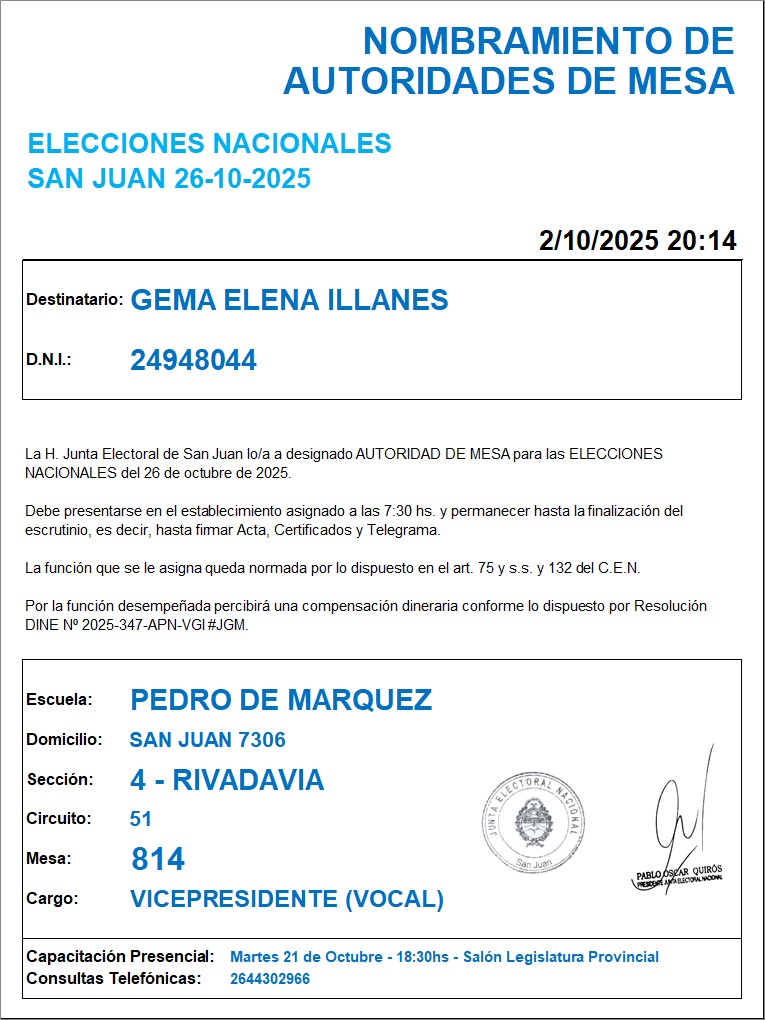 NOMBRAMIENTO DE
AUTORIDADES DE MESA
ELECCIONES NACIONALES
SAN JUAN 26-10-2025
2/10/2025 20:14
Destinatario: GEMA ELENA ILLANES
D.N.I.: 24948044
La H. Junta Electoral de San Juan lo/a a designado AUTORIDAD DE MESA para las ELECCIONES
NACIONALES del 26 de octubre de 2025.
Debe presentarse en el establecimiento asignado a las 7:30 hs. y permanecer hasta la finalización del
escrutinio, es decir, hasta firmar Acta, Certificados y Telegrama.
La función que se le asigna queda normada por lo dispuesto en el art. 75 y s.s. y 132 del C.E.N.
Por la función desempeñada percibirá una compensación dineraria conforme lo dispuesto por Resolución
DINE Nº 2025-347-APN-VGI#JGM.
Escuela: PEDRO DE MARQUEZ
Domicilio: SAN JUAN 7306
Sección: 4 - RIVADAVIA
Circuito: 51
Mesa: 814
Cargo: VICEPRESIDENTE (VOCAL)
JUNTA ELECTORAL NACIONAL
San Juan
PABLO OSCAR QUIRÓS
PRESIDENTE JUNTA ELECTORAL NACIONAL
Capacitación Presencial: Martes 21 de Octubre - 18:30hs - Salón Legislatura Provincial
Consultas Telefónicas: 2644302966